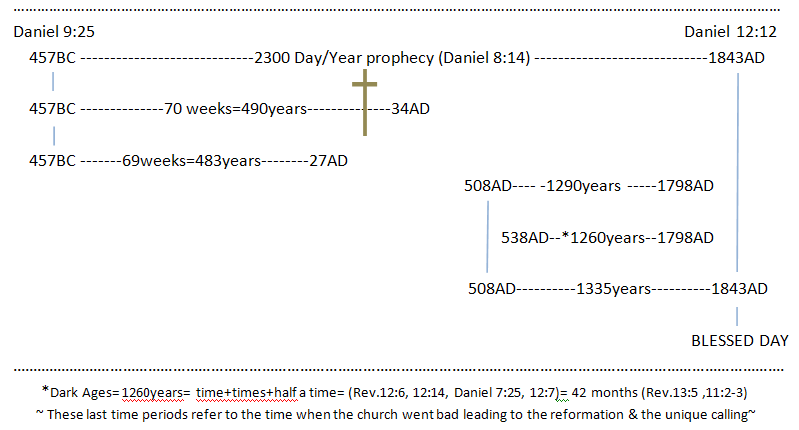 Daniel 9:25 Daniel 12:12
457BC ---------------------------2300 Day/Year prophecy (Daniel 8:14) ---------------------------1843AD
457BC -------------70 weeks=490years-------------34AD
457BC -------69weeks=483years--------27AD
508AD---- -1290years -----1798AD
538AD--*1260years--1798AD
508AD----------1335years----------1843AD
BLESSED DAY
*Dark Ages=1260years= time+times+half a time= (Rev.12:6, 12:14, Daniel 7:25, 12:7)= 42 months (Rev.13:5 ,11:2-3)
~ These last time periods refer to the time when the church went bad leading to the reformation & the unique calling~